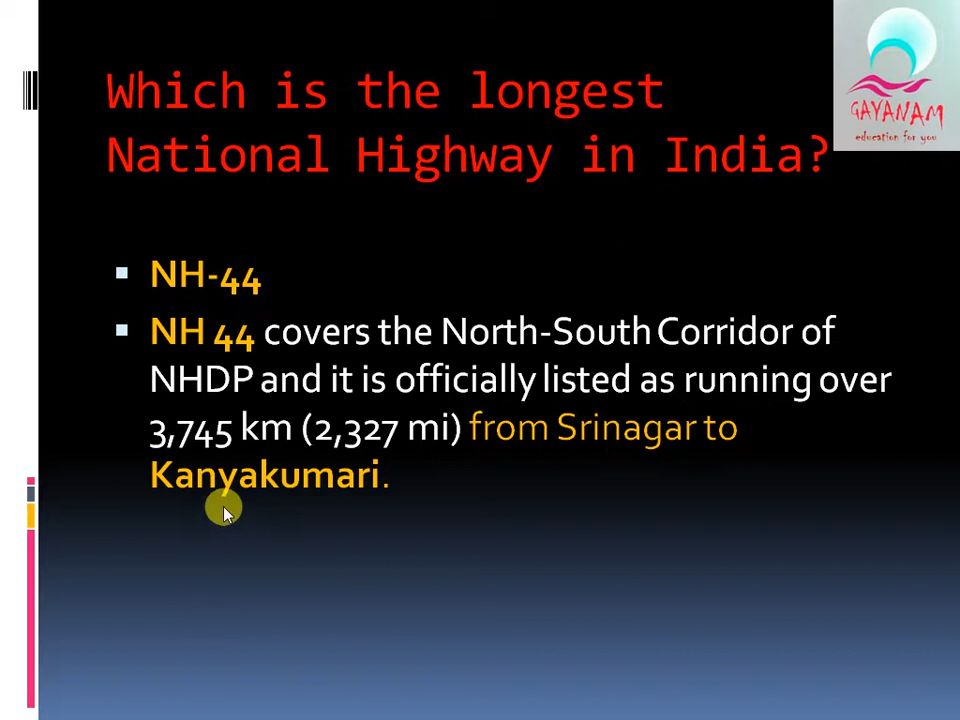 Which is the longest
National Highway in India?
GAYANAM
education for you
NH-44
NH 44 covers the North-South Corridor of
NHDP and it is officially listed as running over
3,745 km (2,327 mi) from Srinagar to
Kanyakumari.